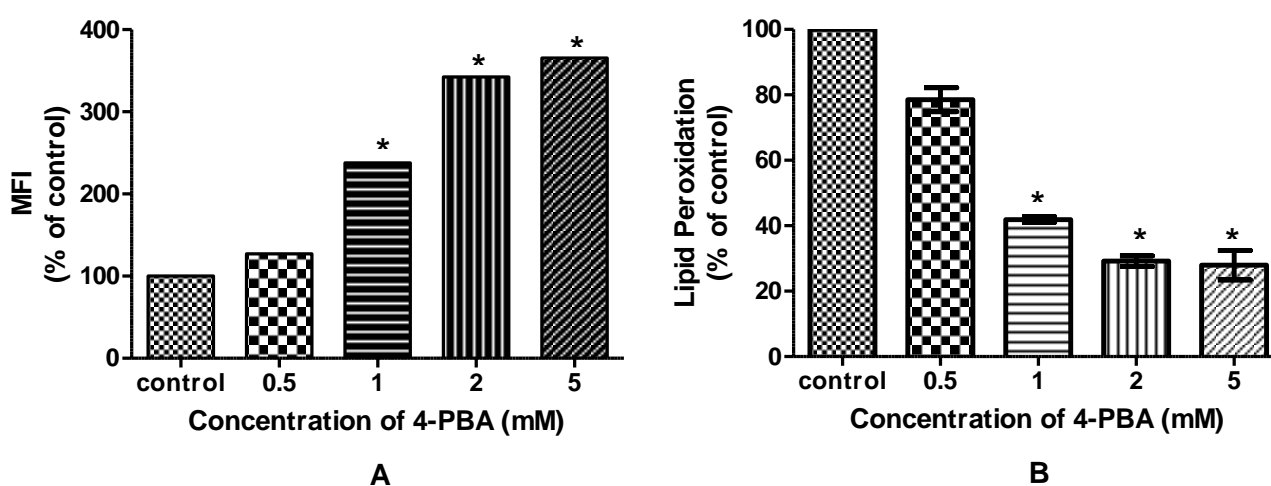 MFI
(% of control)
400
300
200
100
0
*
*
*
control 0.5 1 2 5
Concentration of 4-PBA (mM)
A
Lipid Peroxidation
(% of control)
100
80
60
40
20
0
*
*
*
control 0.5 1 2 5
Concentration of 4-PBA (mM)
B